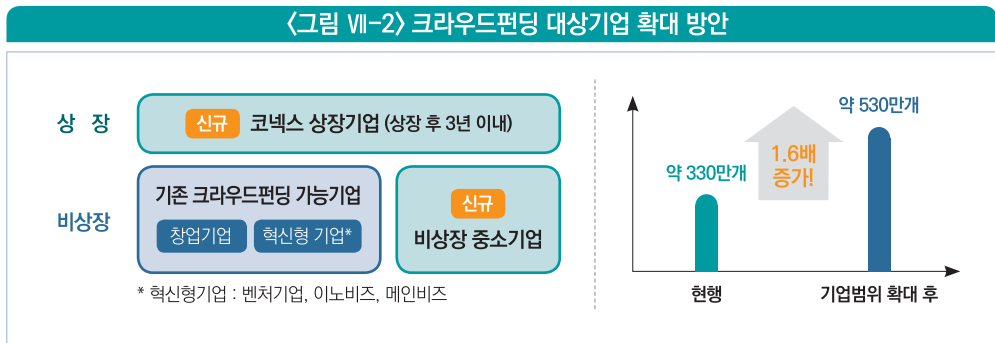 <그림 Ⅶ-2> 크라우드펀딩 대상기업 확대 방안
상 장
신규 코넥스 상장기업 (상장 후 3년 이내)
비상장
기존 크라우드펀딩 가능기업
창업기업 혁신형 기업*
신규
비상장 중소기업
* 혁신형기업 : 벤처기업, 이노비즈, 메인비즈
약 330만개
1.6배
증가!
약 530만개
현행
기업범위 확대 후